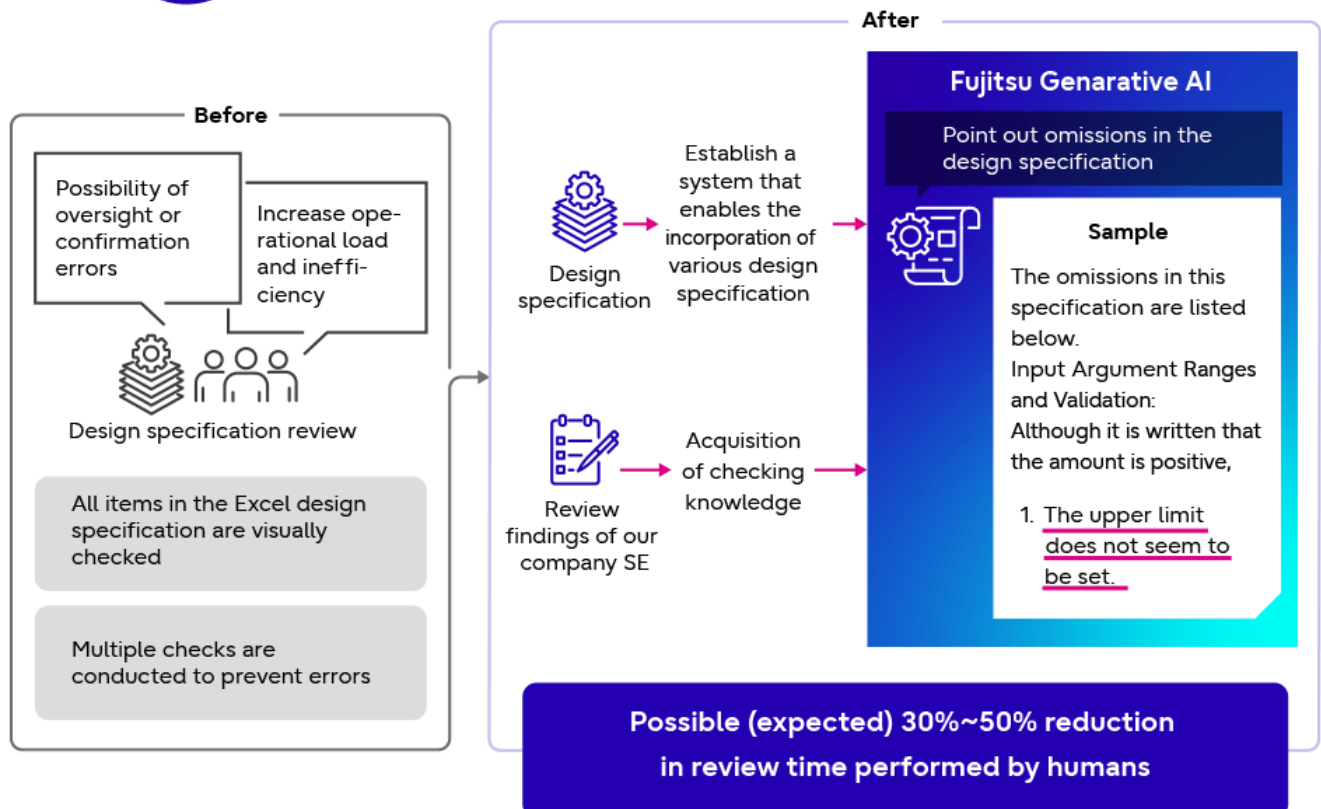 Before
Possibility of
oversight or
confirmation
errors
Increase ope-
rational load
and ineffi-
ciency
Design specification review
All items in the Excel design
specification are visually
checked
Multiple checks are
conducted to prevent errors
After
Design
specification
Establish a
system that
enables the
incorporation of
various design
specification
Review
findings of our
company SE
Acquisition
of checking
knowledge
Fujitsu Genarative AI
Point out omissions in the
design specification
Sample
The omissions in this
specification are listed
below.
Input Argument Ranges
and Validation:
Although it is written that
the amount is positive,
1. The upper limit
does not seem to
be set.
Possible (expected) 30%~50% reduction
in review time performed by humans